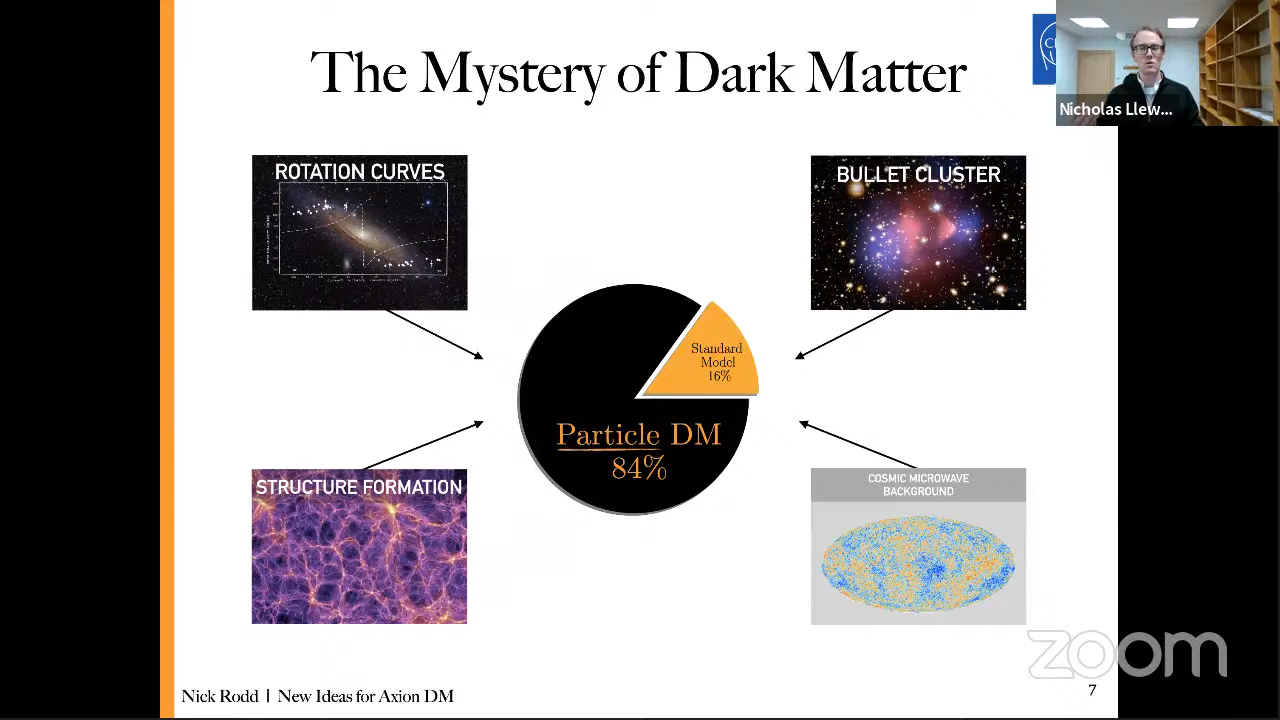 The Mystery of Dark Matter
Nicholas Llew...
ROTATION CURVES
BULLET CLUSTER
Standard
Model
16%
Particle DM
84%
STRUCTURE FORMATION
COSMIC MICROWAVE
BACKGROUND
zoom
Nick Rodd | New Ideas for Axion DM
7